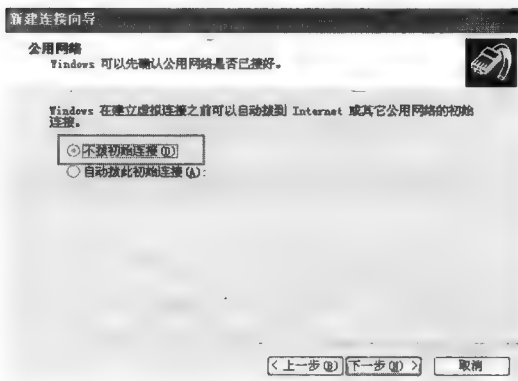 新建连接向导
公用网络
Windows 可以先确认公用网络是否已接好。
Windows 在建立虚拟连接之前可以自动拨到 Internet 或其它公用网络的初始
连接。
不拨初始连接(D)
自动拨此初始连接(A):
< 上一步(B)
下一步(N) >
取消